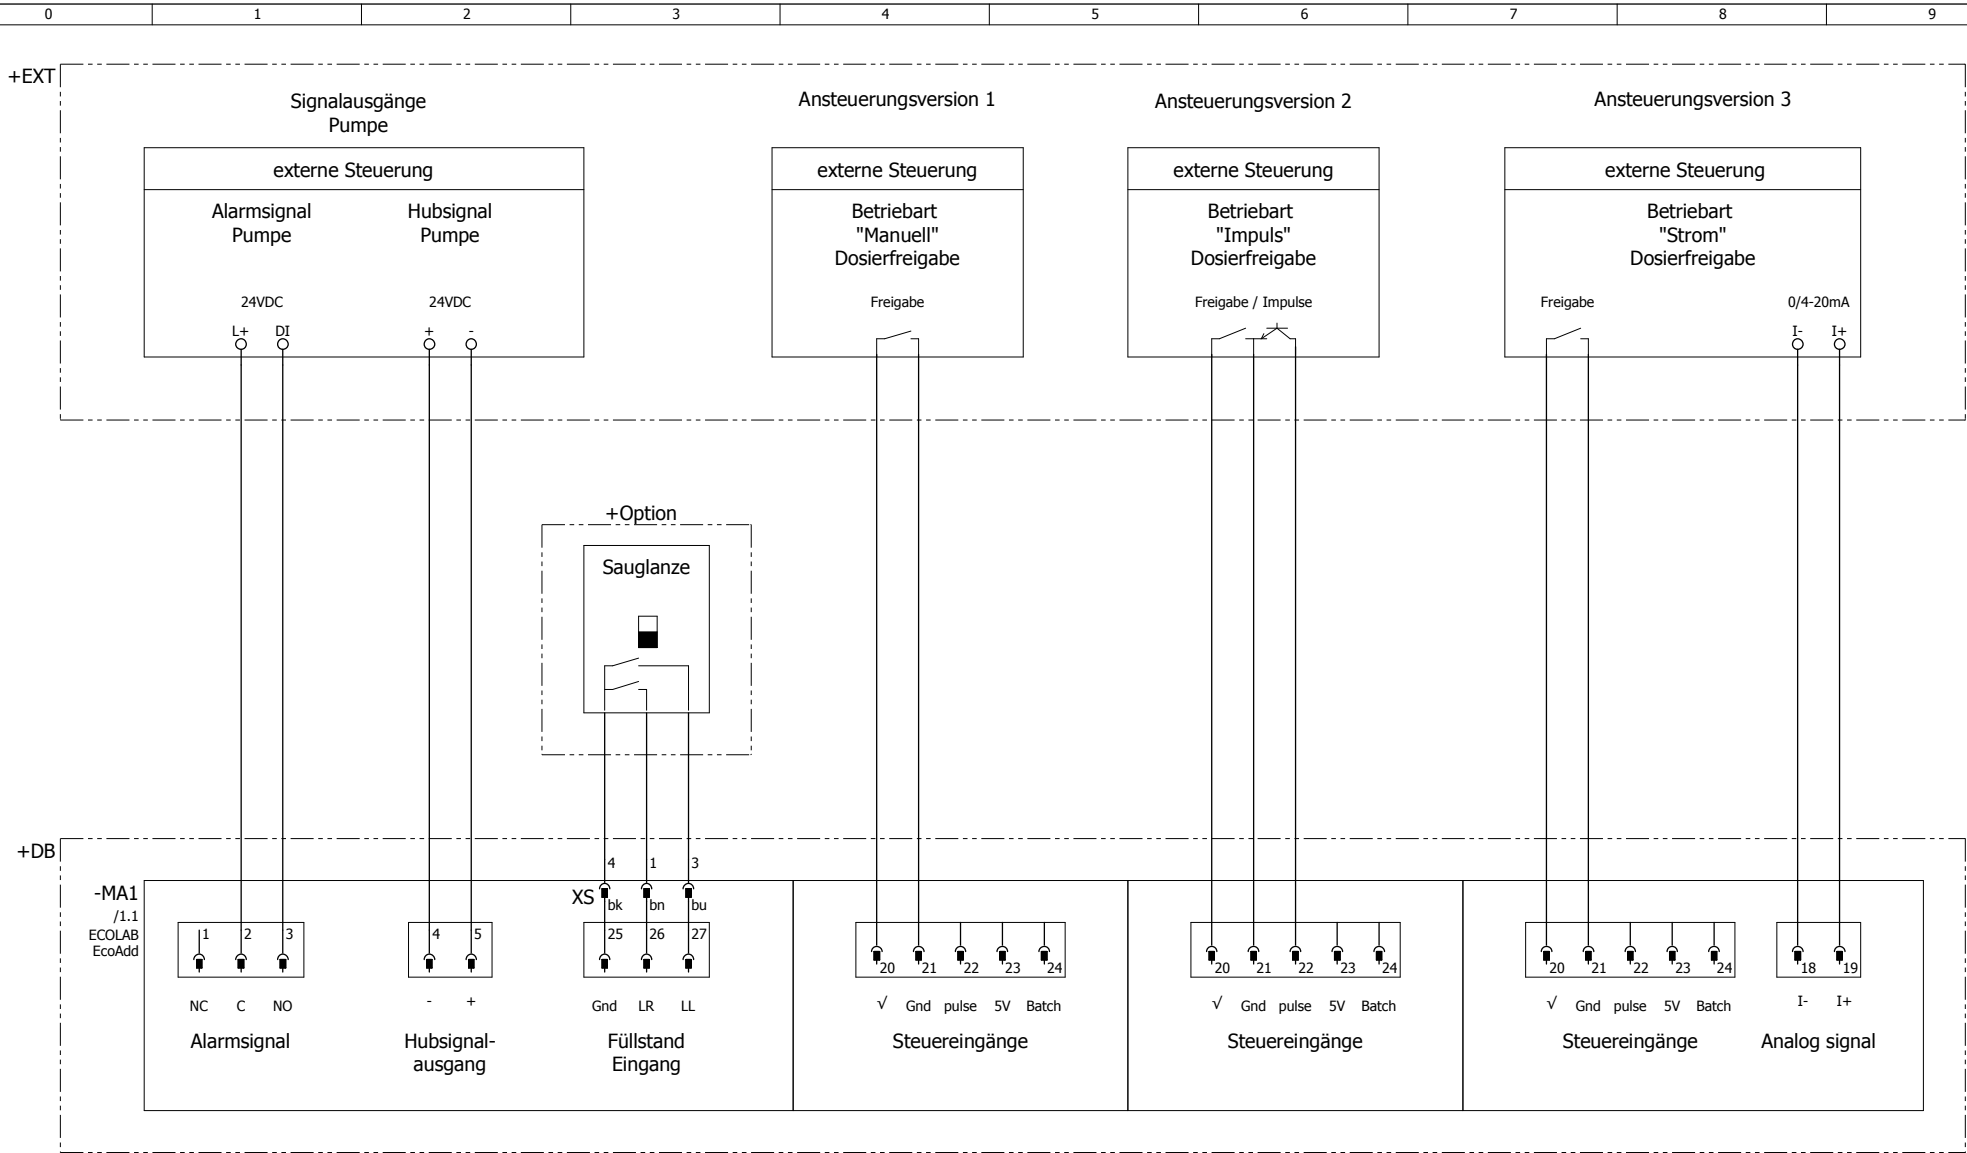 0 1 2 3 4 5 6 7 8 9
+EXT
Signalausgänge
Pumpe
Ansteuerungsversion 1
Ansteuerungsversion 2
Ansteuerungsversion 3
externe Steuerung
Alarmsignal
Pumpe
Hubsignal
Pumpe
24VDC
24VDC
L+ DI
+ -
externe Steuerung
Betriebart
"Manuell"
Dosierfreigabe
Freigabe
externe Steuerung
Betriebart
"Impuls"
Dosierfreigabe
Freigabe / Impulse
externe Steuerung
Betriebart
"Strom"
Dosierfreigabe
Freigabe
0/4-20mA
I- I+
+Option
Sauglanze
+DB
-MA1
/1.1
ECOLAB
EcoAdd
4 1 3
XS
bk bn bu
1 2 3
NC C NO
Alarmsignal
4 5
- +
Hubsignal-
ausgang
25 26 27
Gnd LR LL
Füllstand
Eingang
20 21 22 23 24
√ Gnd pulse 5V Batch
Steuereingänge
20 21 22 23 24
√ Gnd pulse 5V Batch
Steuereingänge
20 21 22 23 24
√ Gnd pulse 5V Batch
Steuereingänge
18 19
I- I+
Analog signal